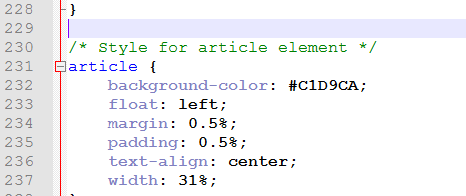 228 }
229
230 /* Style for article element */
231 article {
232 background-color: #C1D9CA;
233 float: left;
234 margin: 0.5%;
235 padding: 0.5%;
236 text-align: center;
237 width: 31%;